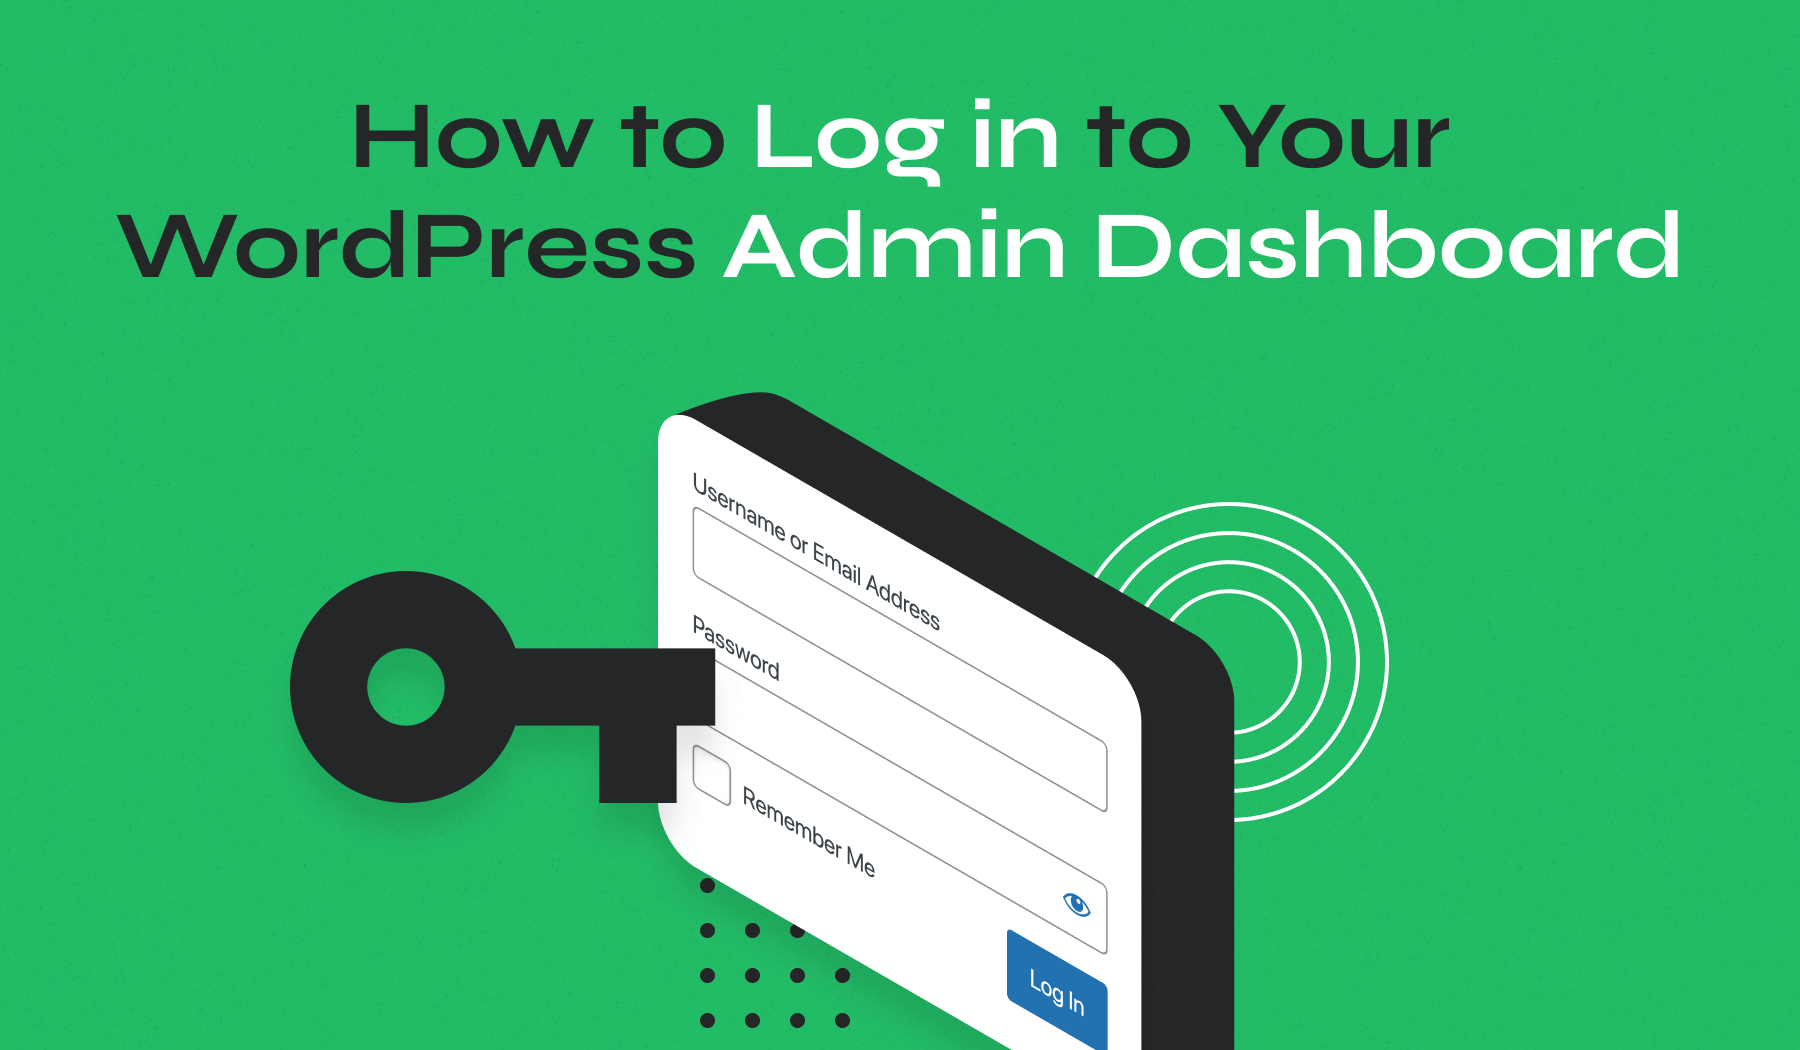 How to Log in to Your
WordPress Admin Dashboard
Username or Email Address
Password
Remember Me
Log In